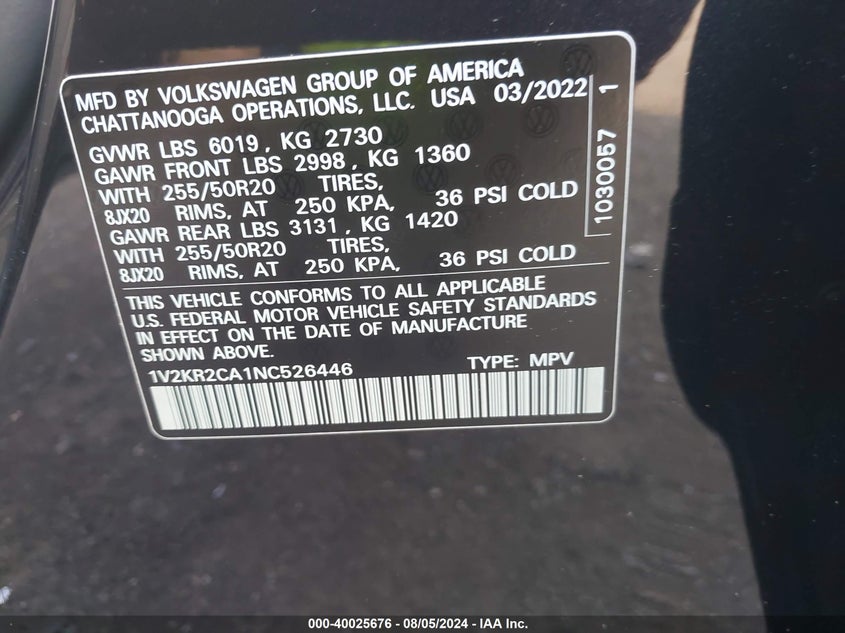 MFD BY VOLKSWAGEN GROUP OF AMERICA
CHATTANOOGA OPERATIONS, LLC. USA 03/2022
GVWR LBS 6019, KG 2730
GAWR FRONT LBS 2998, KG 1360
WITH 255/50R20 TIRES,
8JX20 RIMS, AT 250 KPA, 36 PSI COLD
GAWR REAR LBS 3131, KG 1420
WITH 255/50R20 TIRES,
8JX20 RIMS, AT 250 KPA, 36 PSI COLD
THIS VEHICLE CONFORMS TO ALL APPLICABLE
U.S. FEDERAL MOTOR VEHICLE SAFETY STANDARDS
IN EFFECT ON THE DATE OF MANUFACTURE
SHOWN ABOVE.
1V2KR2CA1NC526446 TYPE: MPV
1030057 1
000-40025676 - 08/05/2024 - IAA Inc.